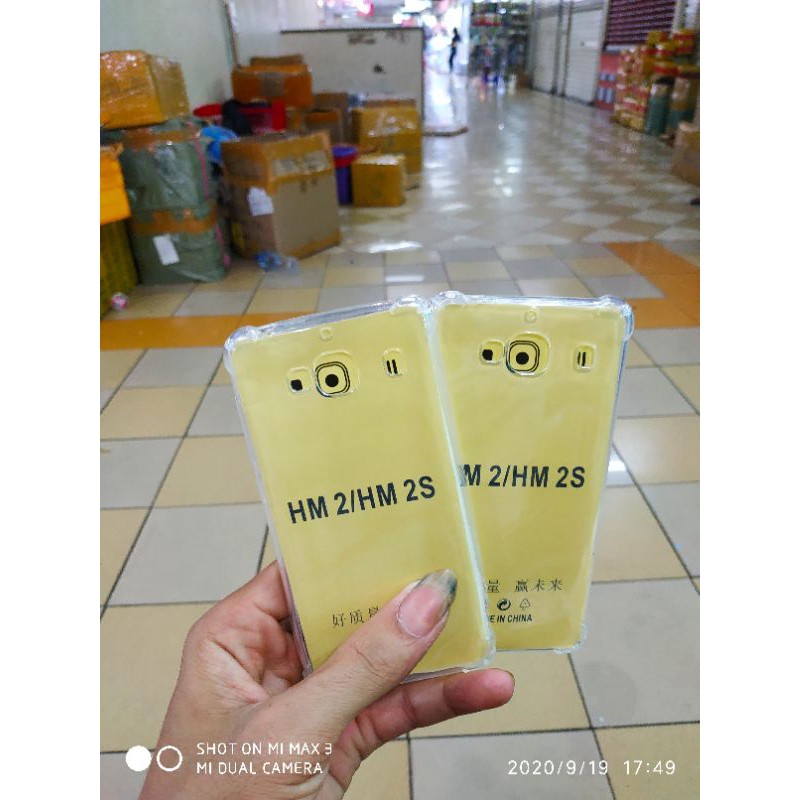 HM 2/HM 2S
好质
M 2/HM 2S
量 赢未来
E IN CHINA
SHOT ON MI MAX 3
MI DUAL CAMERA
2020/9/19 17:49